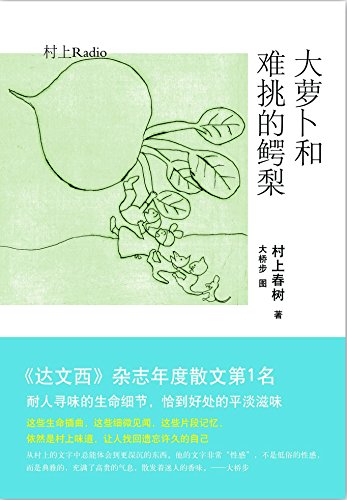 村上Radio
大萝卜和
难挑的鳄梨
村上春树 著
大桥步 图
《达文西》杂志年度散文第1名
耐人寻味的生命细节，恰到好处的平淡滋味
这些生命插曲，这些细微见闻，这些片段记忆，
依然是村上味道，让人找回遗忘许久的自己
从村上的文字中总能体会到更深沉的东西，他的文字非常“性感”，不是低俗的性感，
而是典雅的，充满了高贵的气息，散发着迷人的香味。——大桥步